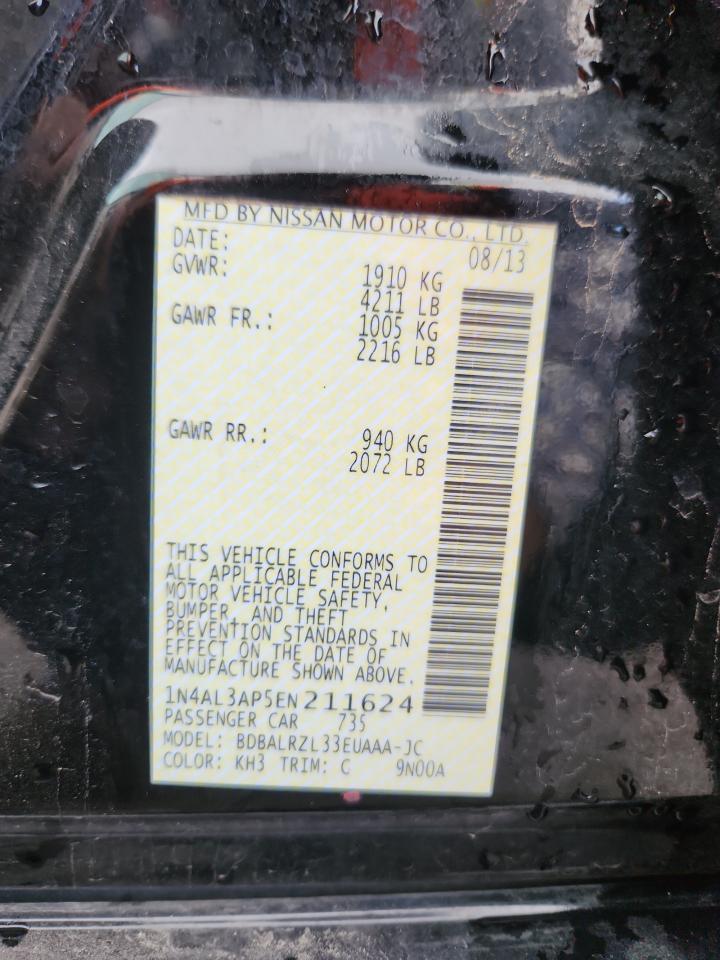 MFD BY NISSAN MOTOR CO., LTD.
DATE: 08/13
GVWR: 1910 KG
4211 LB
GAWR FR.: 1005 KG
2216 LB
GAWR RR.: 940 KG
2072 LB
THIS VEHICLE CONFORMS TO
ALL APPLICABLE FEDERAL
MOTOR VEHICLE SAFETY,
BUMPER, AND THEFT
PREVENTION STANDARDS IN
EFFECT ON THE DATE OF
MANUFACTURE SHOWN ABOVE.
1N4AL3AP5EN211624
PASSENGER CAR 735
MODEL: BDBALRZL33EUAAA-JC
COLOR: KH3 TRIM: C 9N00A